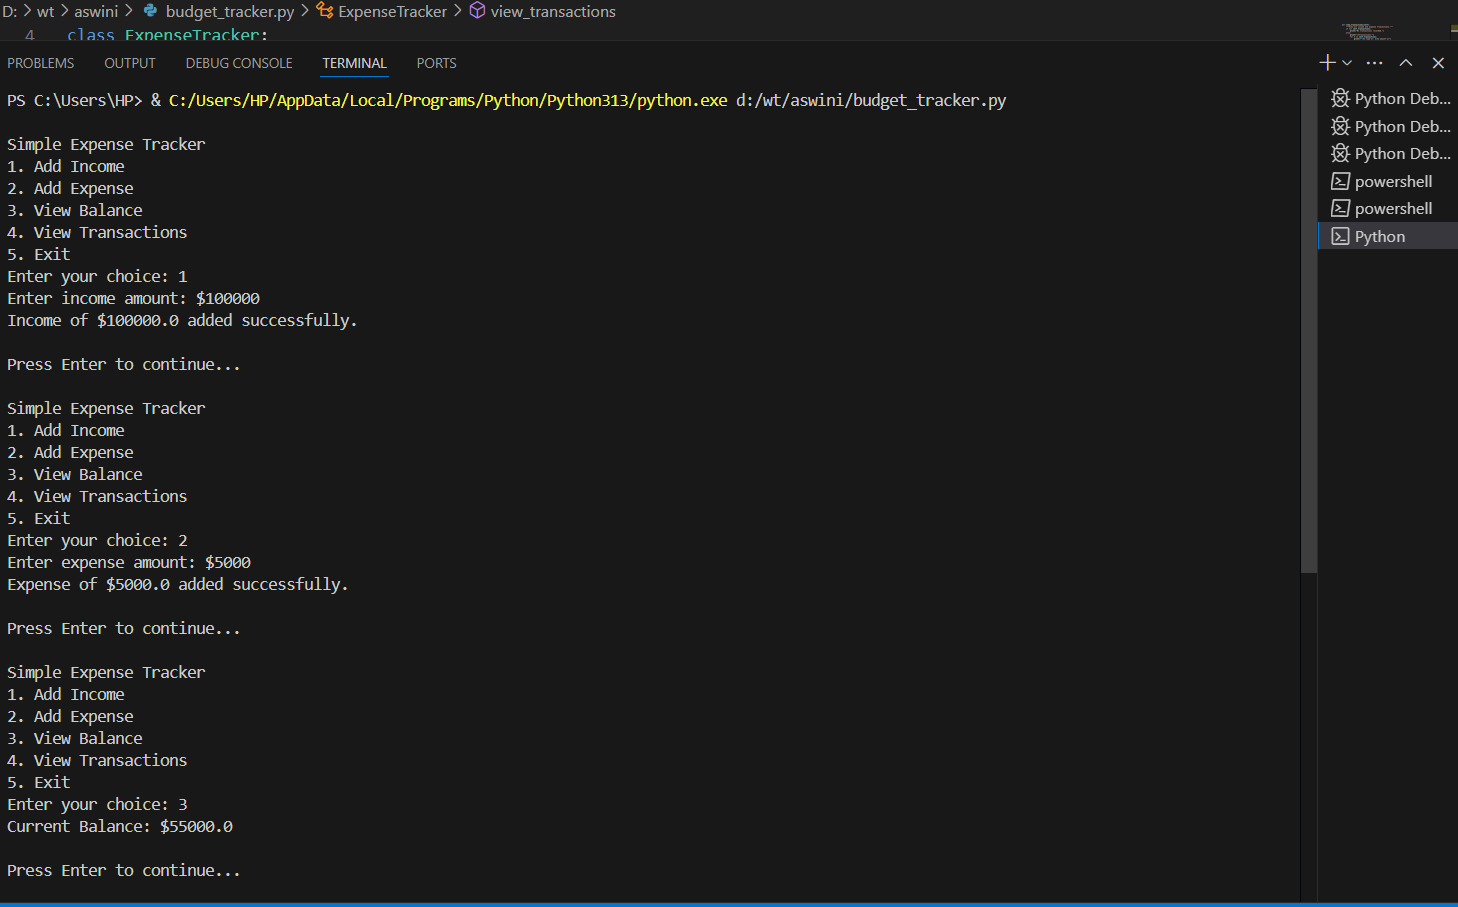 D: > wt > aswini > budget_tracker.py > ExpenseTracker > view_transactions
4 class ExpenseTracker:
PROBLEMS OUTPUT DEBUG CONSOLE TERMINAL PORTS
PS C:\Users\HP> & C:/Users/HP/AppData/Local/Programs/Python/Python313/python.exe d:/wt/aswini/budget_tracker.py
Simple Expense Tracker
1. Add Income
2. Add Expense
3. View Balance
4. View Transactions
5. Exit
Enter your choice: 1
Enter income amount: $100000
Income of $100000.0 added successfully.
Press Enter to continue...
Simple Expense Tracker
1. Add Income
2. Add Expense
3. View Balance
4. View Transactions
5. Exit
Enter your choice: 2
Enter expense amount: $5000
Expense of $5000.0 added successfully.
Press Enter to continue...
Simple Expense Tracker
1. Add Income
2. Add Expense
3. View Balance
4. View Transactions
5. Exit
Enter your choice: 3
Current Balance: $55000.0
Press Enter to continue...
Python Deb...
Python Deb...
Python Deb...
powershell
powershell
Python